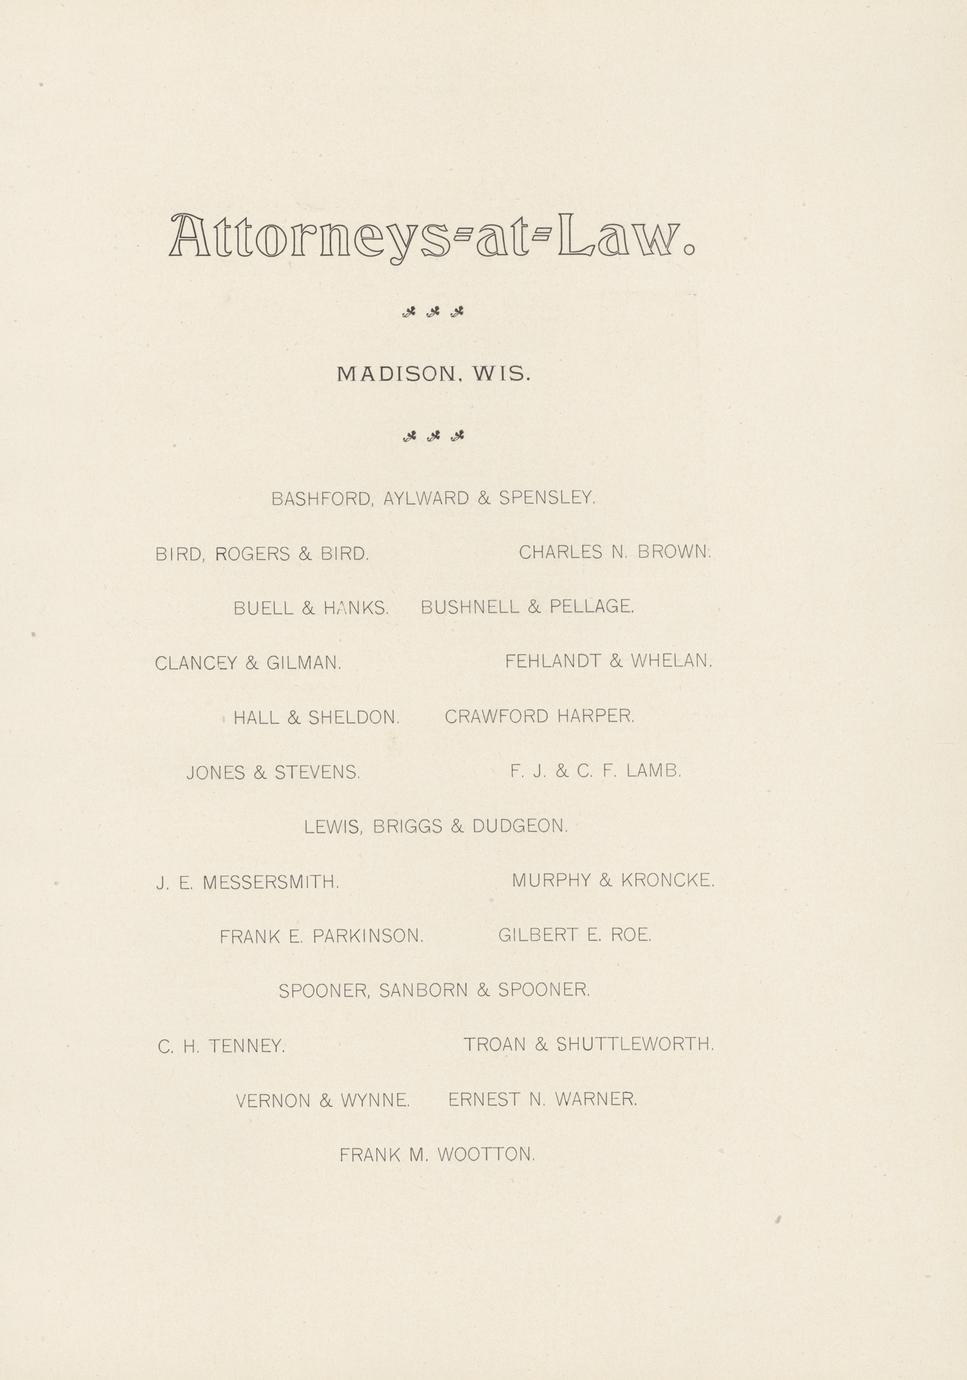 Attorneys-at-Law.
MADISON, WIS.
BASHFORD, AYLWARD & SPENSLEY.
BIRD, ROGERS & BIRD. CHARLES N. BROWN.
BUELL & HANKS. BUSHNELL & PELLAGE.
CLANCEY & GILMAN. FEHLANDT & WHELAN.
HALL & SHELDON. CRAWFORD HARPER.
JONES & STEVENS. F. J. & C. F. LAMB.
LEWIS, BRIGGS & DUDGEON.
J. E. MESSERSMITH. MURPHY & KRONCKE.
FRANK E. PARKINSON. GILBERT E. ROE.
SPOONER, SANBORN & SPOONER.
C. H. TENNEY. TROAN & SHUTTLEWORTH.
VERNON & WYNNE. ERNEST N. WARNER.
FRANK M. WOOTTON.